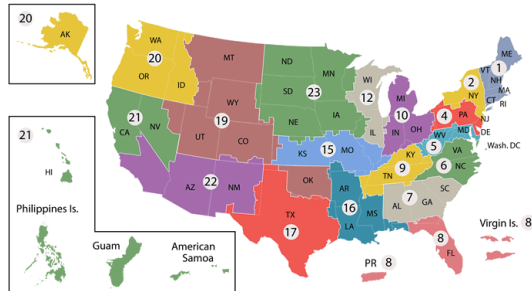 20
AK
21
HI
Philippines Is.
Guam
American
Samoa
WA
20
OR
ID
MT
19
WY
UT
CO
21
CA
NV
22
AZ
NM
ND
MN
SD
23
NE
IA
KS
15
MO
OK
TX
17
WI
12
IL
MI
10
IN
OH
AR
16
MS
LA
KY
9
TN
7
AL
GA
SC
VA
6
NC
WV
5
MD
4
PA
NJ
DE
Wash. DC
2
NY
1
ME
VT
NH
MA
CT
RI
8
FL
PR 8
Virgin Is. 8